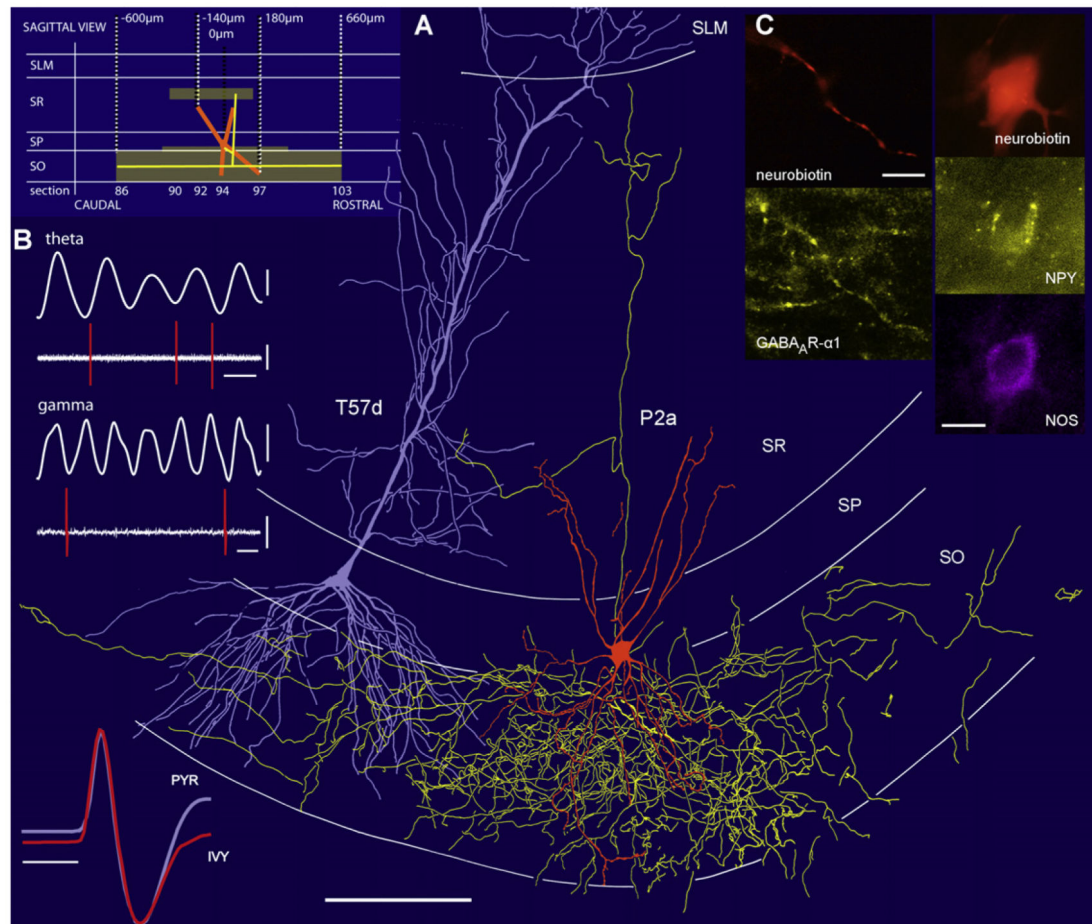 SAGITTAL VIEW
-600µm
-140µm
0µm
180µm
660µm
SLM
SR
SP
SO
section 86 90 92 94 97 103
CAUDAL
ROSTRAL
A
SLM
T57d
P2a
SR
SP
SO
B
theta
gamma
PYR
IVY
C
neurobiotin
neurobiotin
GABA_AR-α1
NPY
NOS